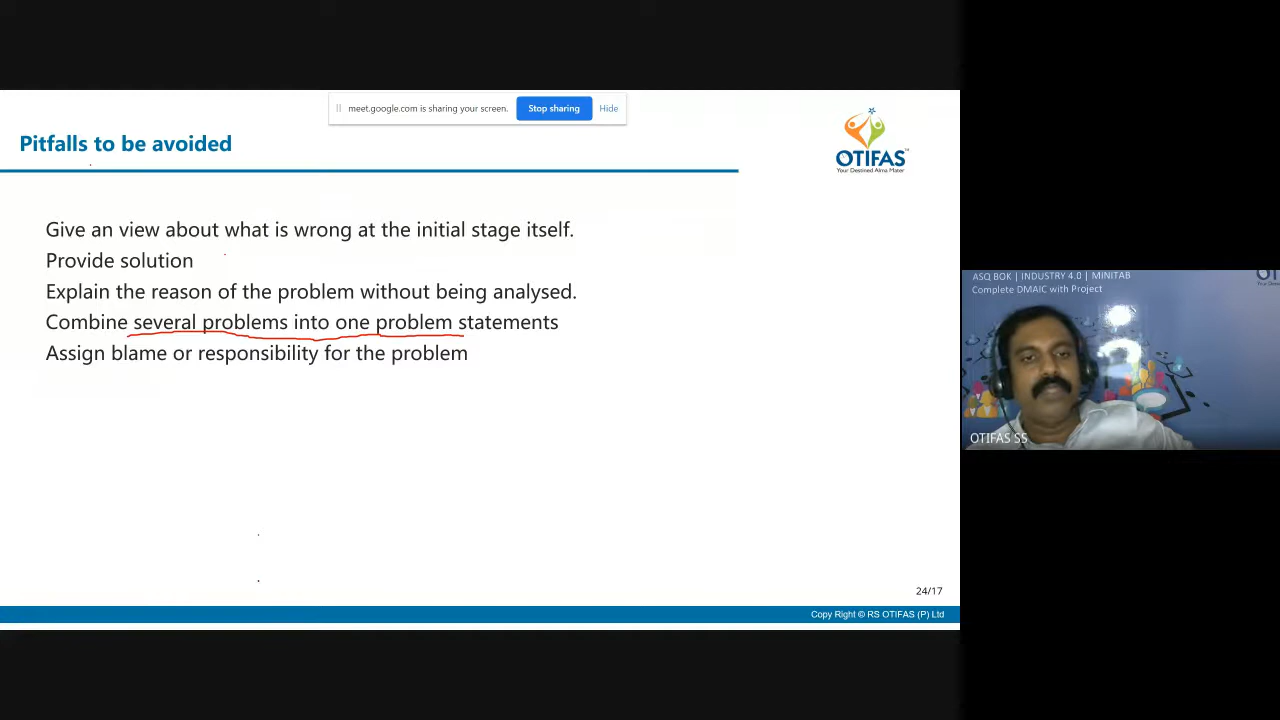 meet.google.com is sharing your screen.
Stop sharing
Hide
Pitfalls to be avoided
OTIFAS
Your Destined Alma Mater
Give an view about what is wrong at the initial stage itself.
Provide solution
Explain the reason of the problem without being analysed.
Combine several problems into one problem statements
Assign blame or responsibility for the problem
24/17
Copy Right © RS OTIFAS (P) Ltd
ASQ BOK | INDUSTRY 4.0 | MINITAB
Complete DMAIC with Project
OTIFAS SS